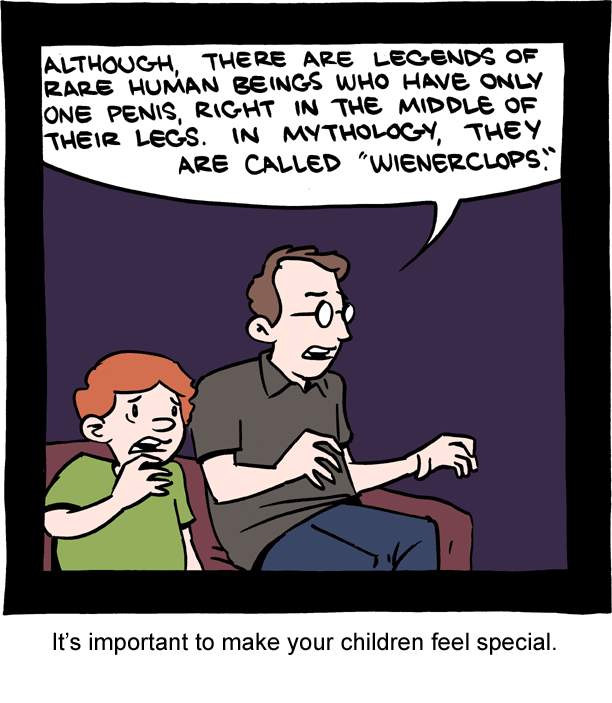 ALTHOUGH, THERE ARE LEGENDS OF
RARE HUMAN BEINGS WHO HAVE ONLY
ONE PENIS, RIGHT IN THE MIDDLE OF
THEIR LEGS. IN MYTHOLOGY, THEY
ARE CALLED "WIENERCLOPS."
It's important to make your children feel special.